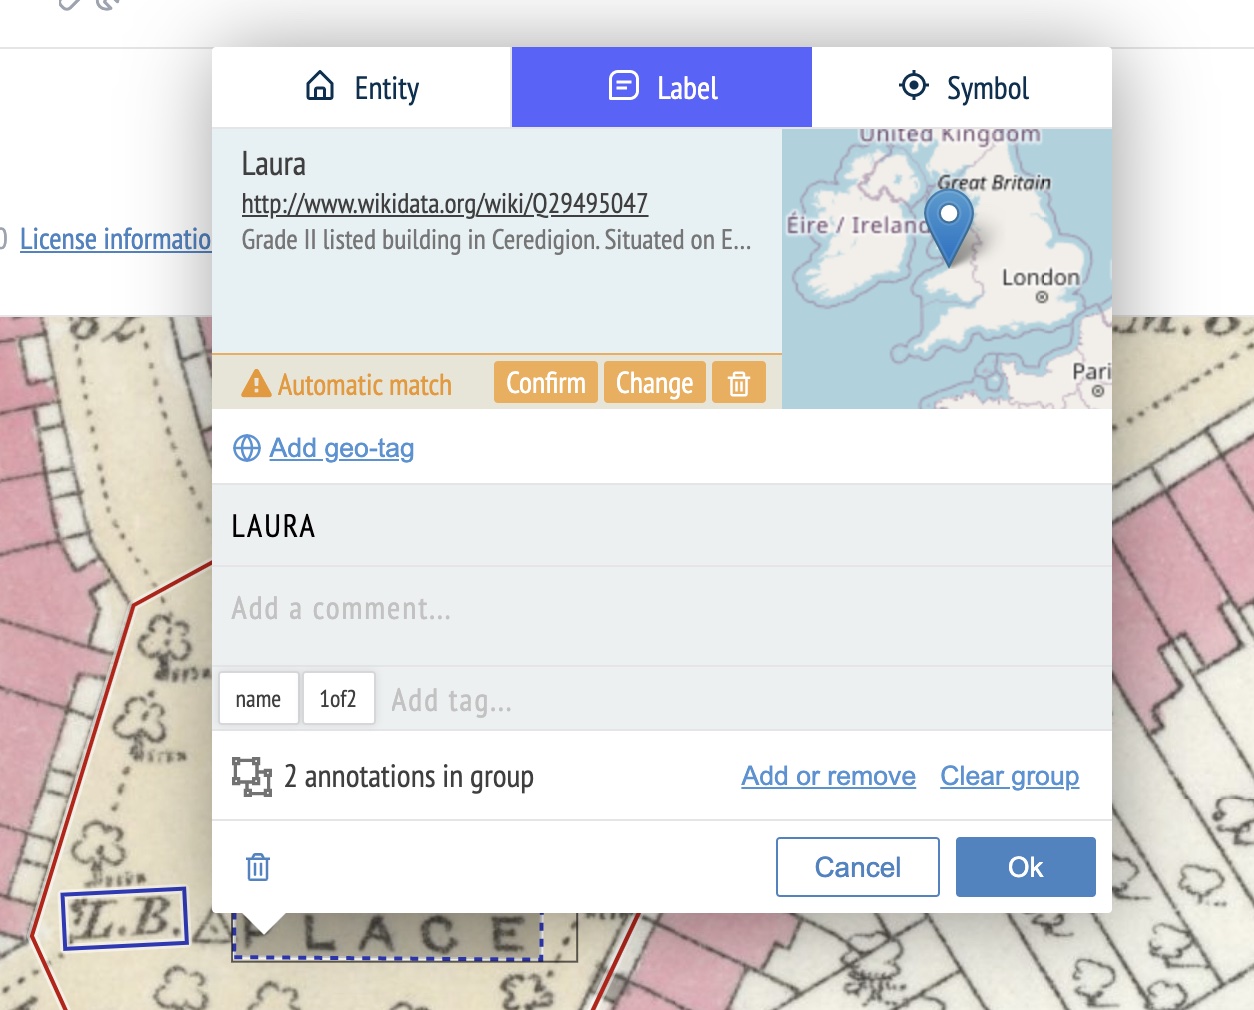 Entity
Label
Symbol
Laura
http://www.wikidata.org/wiki/Q29495047
Grade II listed building in Ceredigion. Situated on E...
Automatic match
Confirm
Change
United Kingdom
Great Britain
Éire / Ireland
London
Pari
License informatio
Add geo-tag
LAURA
Add a comment...
name
1of2
Add tag...
2 annotations in group
Add or remove
Clear group
Cancel
Ok
L.B.
PLACE